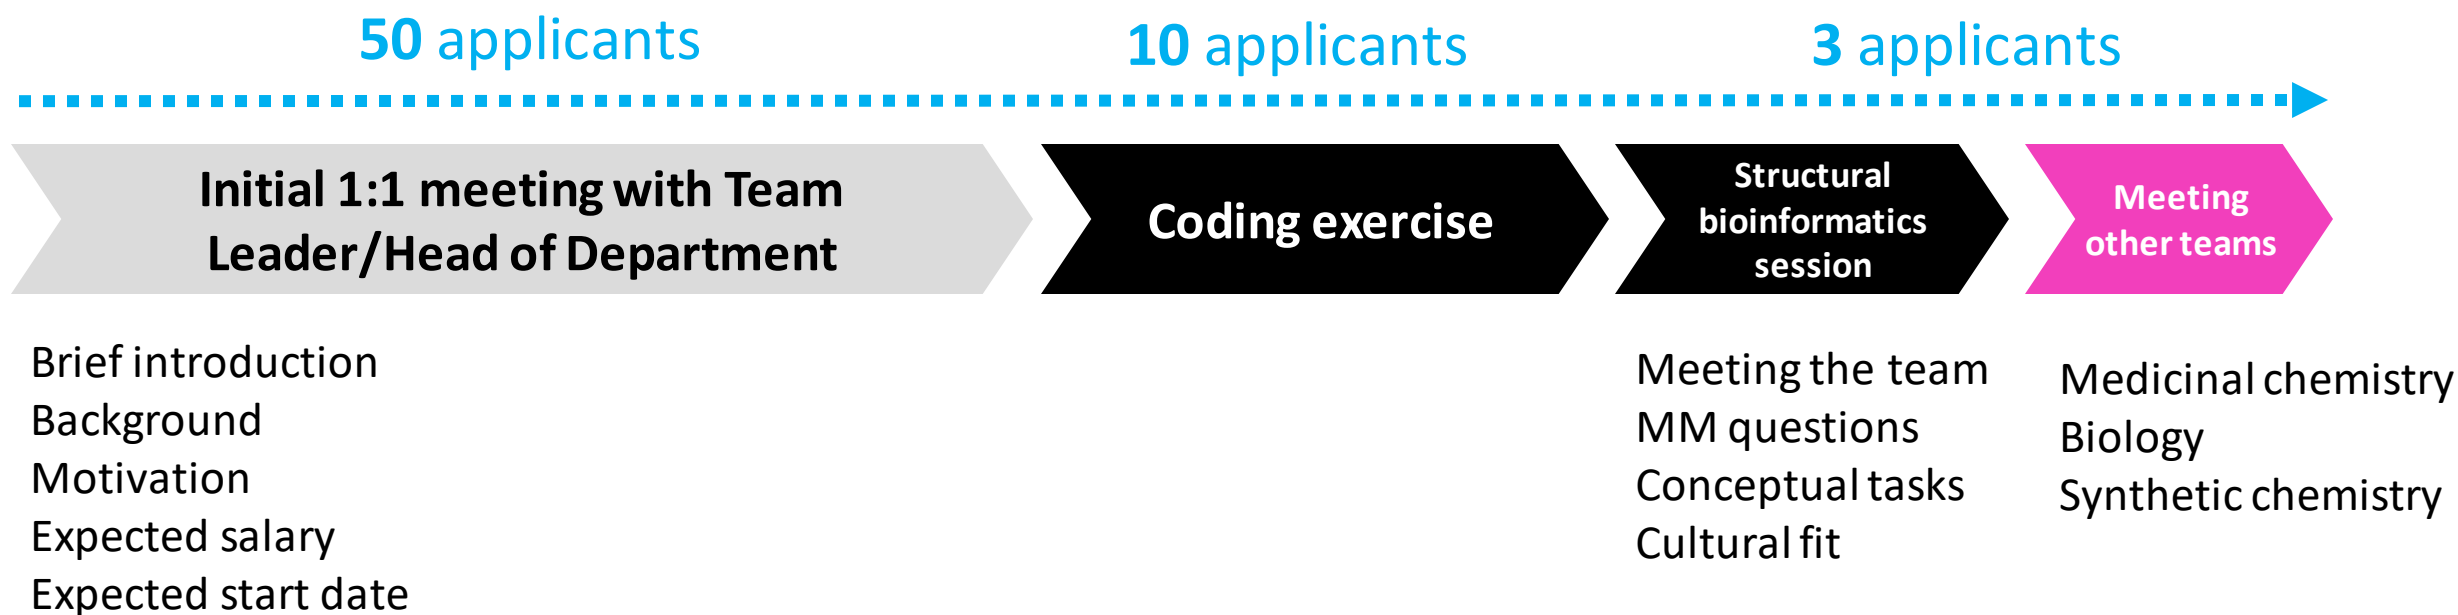 50 applicants
10 applicants
3 applicants
Initial 1:1 meeting with Team
Leader/Head of Department
Coding exercise
Structural
bioinformatics
session
Meeting
other teams
Brief introduction
Background
Motivation
Expected salary
Expected start date
Meeting the team
MM questions
Conceptual tasks
Cultural fit
Medicinal chemistry
Biology
Synthetic chemistry